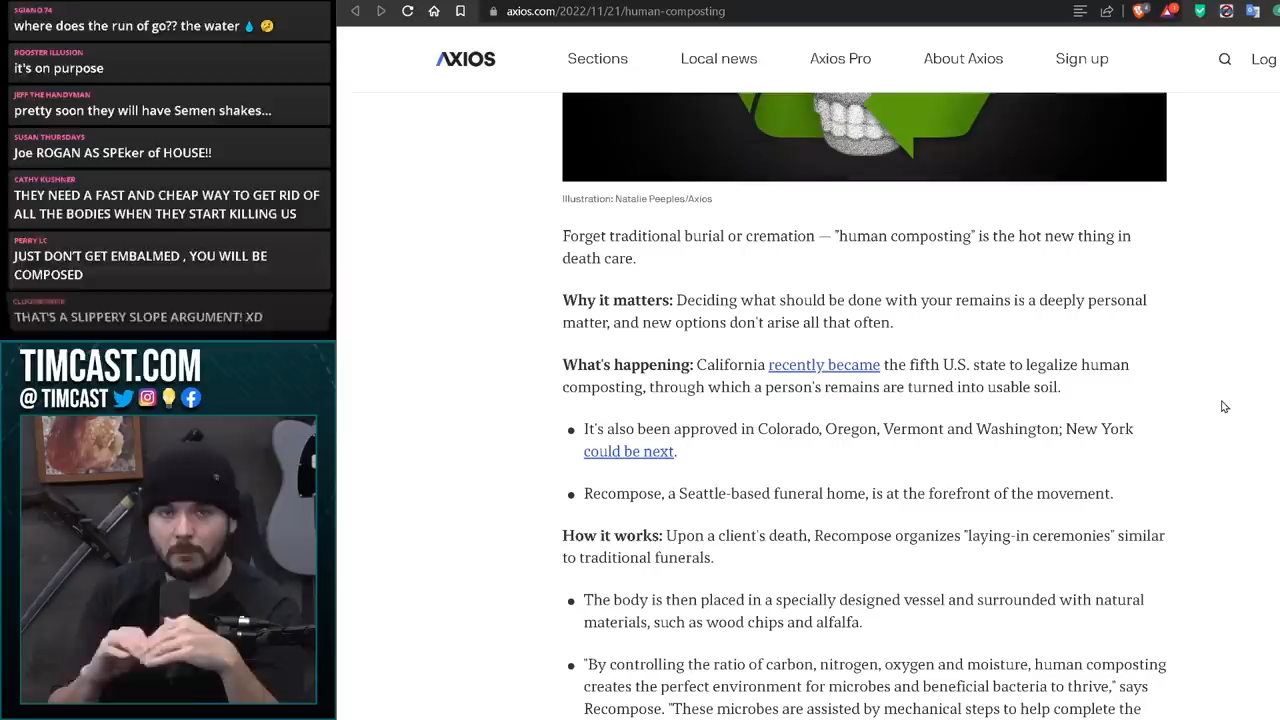 SGIANO 74
where does the run of go?? the water 💧 🤨
ROOSTER ILLUSION
it's on purpose
JEFF THE HANDYMAN
pretty soon they will have Semen shakes...
SUSAN THURSDAYS
Joe ROGAN AS SPEker of HOUSE!!
CATHY KUSHNER
THEY NEED A FAST AND CHEAP WAY TO GET RID OF
ALL THE BODIES WHEN THEY START KILLING US
PERRY LC
JUST DON'T GET EMBALMED , YOU WILL BE
COMPOSED
THAT'S A SLIPPERY SLOPE ARGUMENT! XD
TIMCAST.COM
@ TIMCAST
axios.com/2022/11/21/human-composting
AXIOS
Sections Local news Axios Pro About Axios Sign up Log
Illustration: Natalie Peeples/Axios
Forget traditional burial or cremation — "human composting" is the hot new thing in
death care.
Why it matters: Deciding what should be done with your remains is a deeply personal
matter, and new options don't arise all that often.
What's happening: California recently became the fifth U.S. state to legalize human
composting, through which a person's remains are turned into usable soil.
• It's also been approved in Colorado, Oregon, Vermont and Washington; New York
could be next.
• Recompose, a Seattle-based funeral home, is at the forefront of the movement.
How it works: Upon a client's death, Recompose organizes "laying-in ceremonies" similar
to traditional funerals.
• The body is then placed in a specially designed vessel and surrounded with natural
materials, such as wood chips and alfalfa.
• "By controlling the ratio of carbon, nitrogen, oxygen and moisture, human composting
creates the perfect environment for microbes and beneficial bacteria to thrive," says
Recompose. "These microbes are assisted by mechanical steps to help complete the